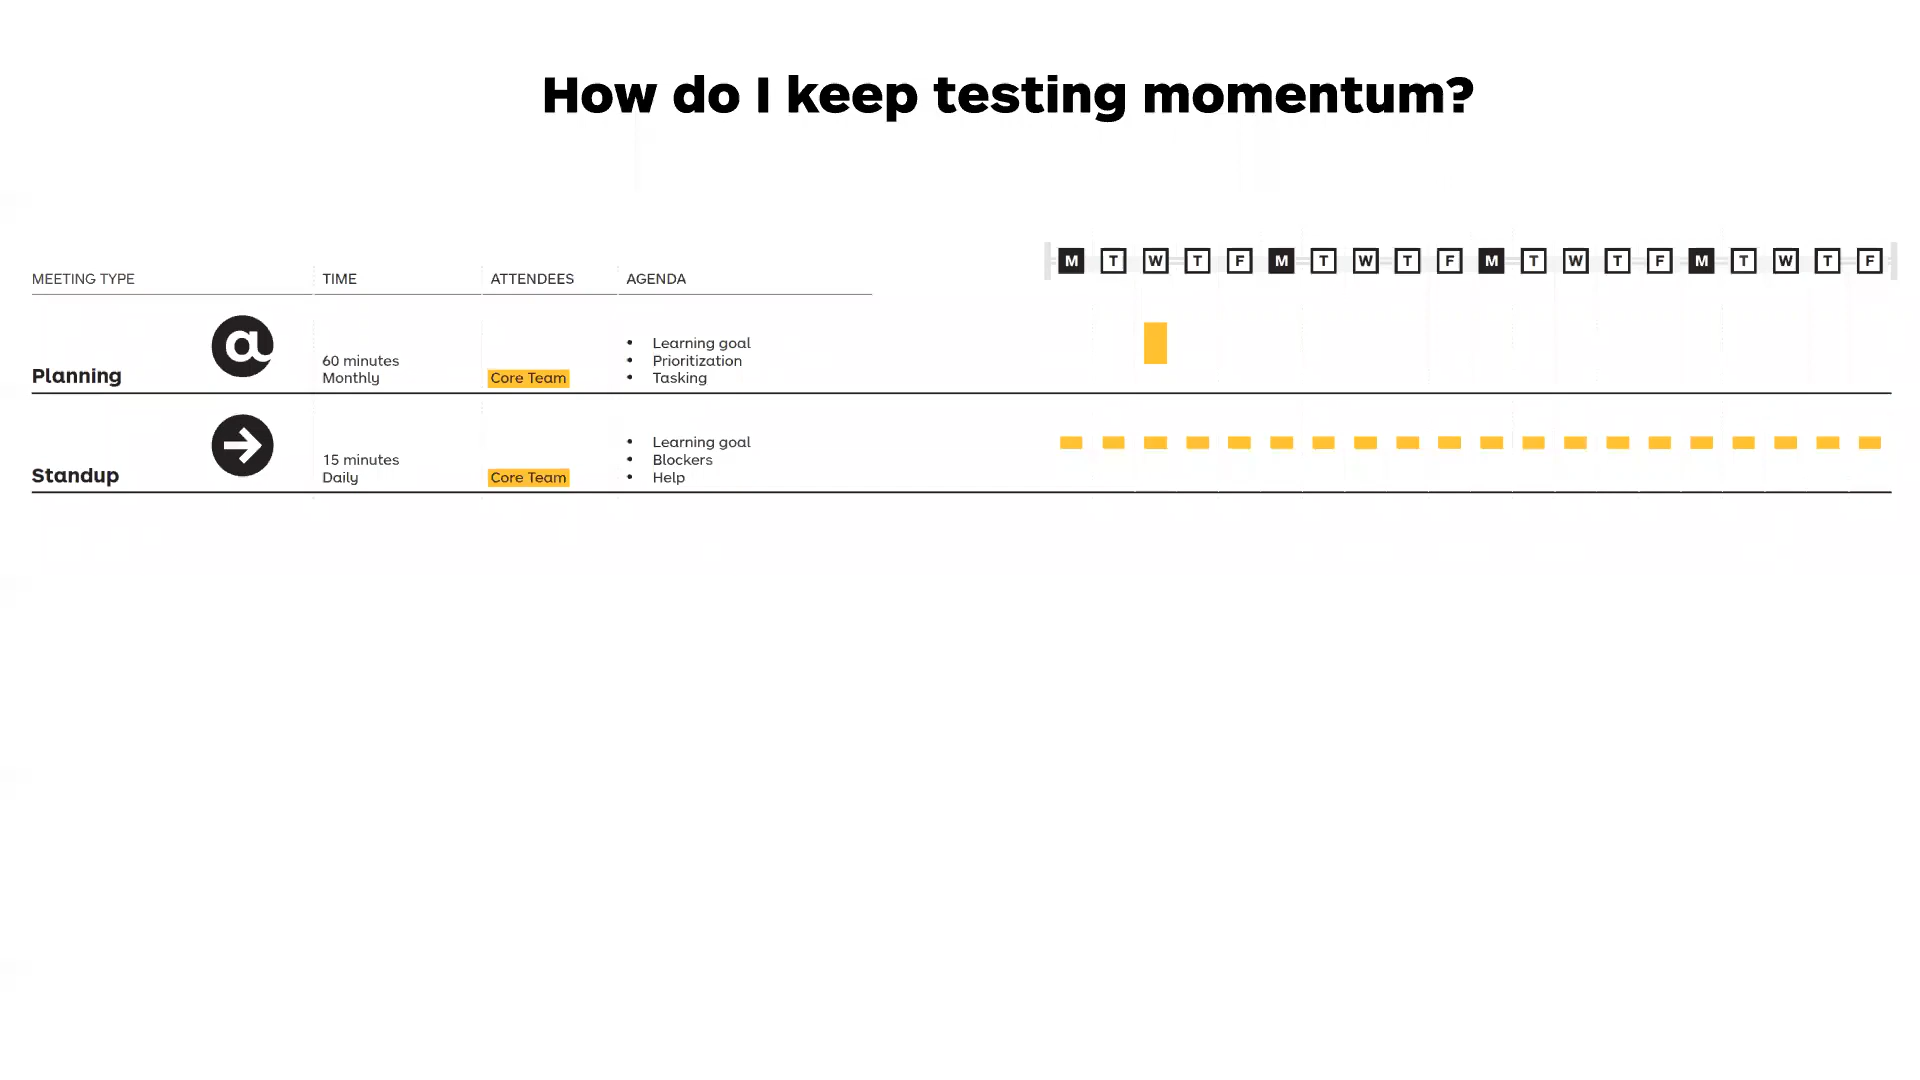 How do I keep testing momentum?
M T W T F M T W T F M T W T F M T W T F
MEETING TYPE TIME ATTENDEES AGENDA
Planning
@
60 minutes
Monthly
Core Team
• Learning goal
• Prioritization
• Tasking
Standup
15 minutes
Daily
Core Team
• Learning goal
• Blockers
• Help